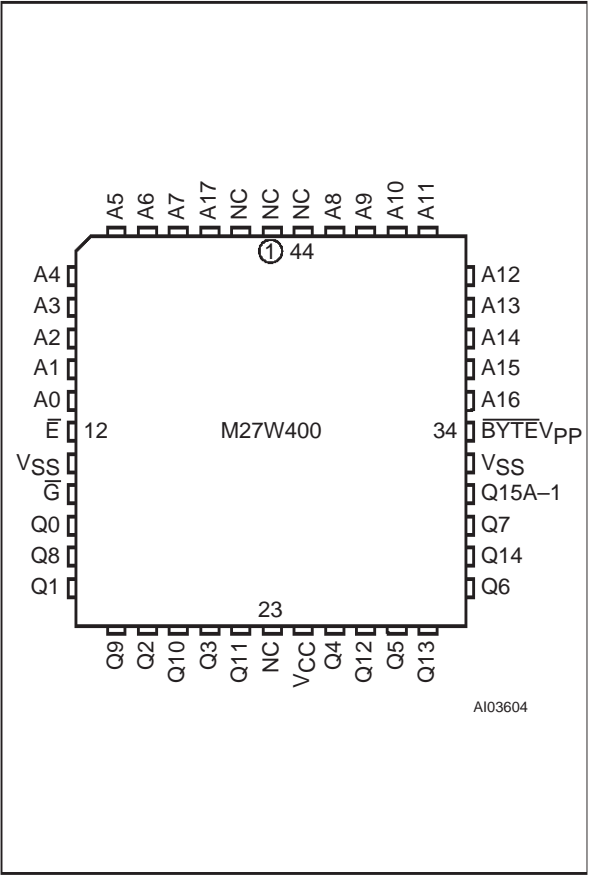 A5 A6 A7 A17 NC NC NC A8 A9 A10 A11
1 44
A4 A12
A3 A13
A2 A14
A1 A15
A0 A16
E̅ 12 M27W400 34 B̅Y̅T̅E̅VPP
VSS VSS
G̅ Q15A–1
Q0 Q7
Q8 Q14
Q1 Q6
23
Q9 Q2 Q10 Q3 Q11 NC VCC Q4 Q12 Q5 Q13
AI03604